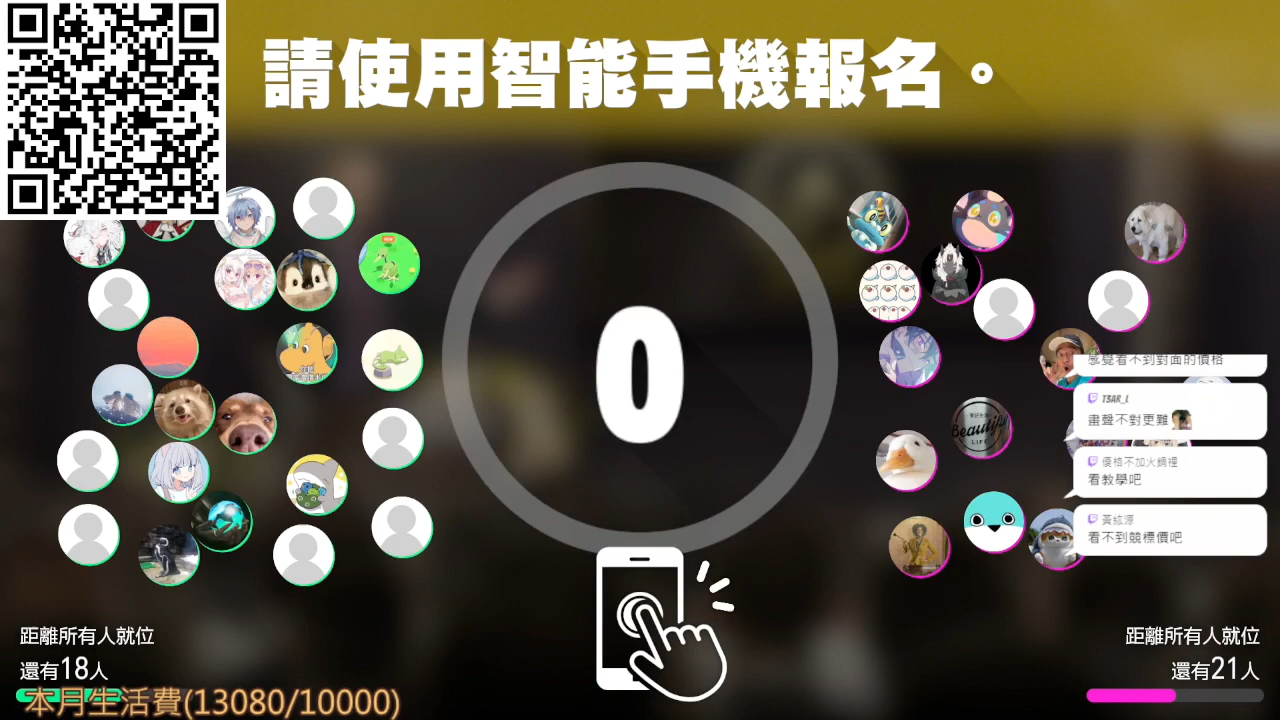 請使用智能手機報名。
0
感覺看不到對面的價格
T3AR_L
盡聲不對更難
優柏不加火鍋裡
看教學吧
黃紘淳
看不到競標價吧
Beautiful
LIFE
距離所有人就位
還有18人
距離所有人就位
還有21人
本月生活費(13080/10000)